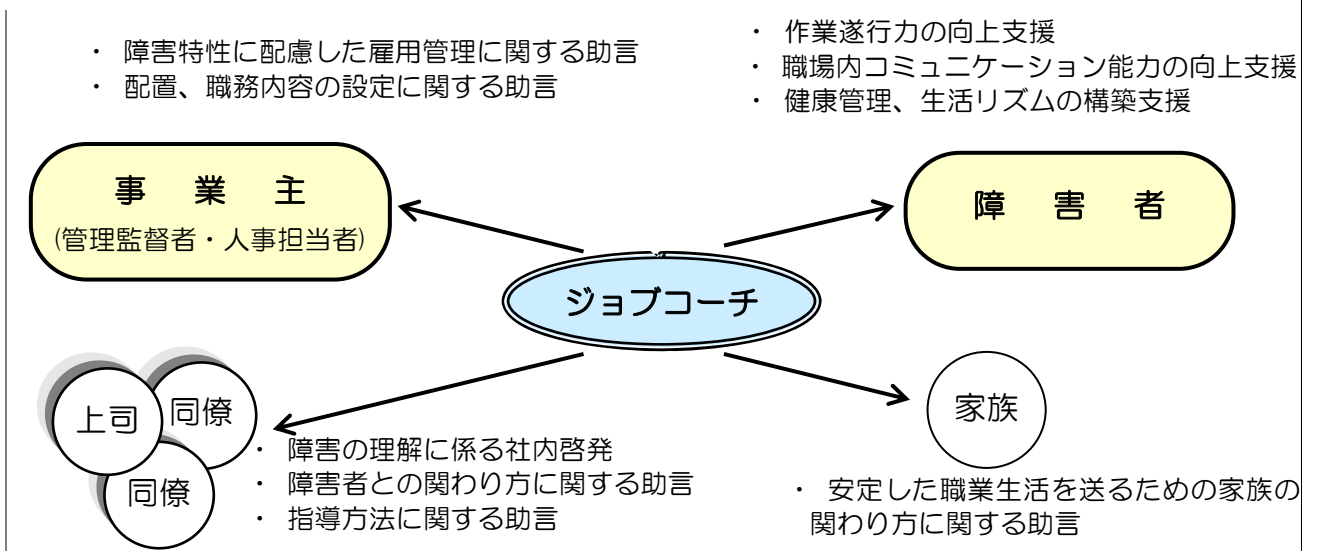 ・ 障害特性に配慮した雇用管理に関する助言
・ 配置、職務内容の設定に関する助言
・ 作業遂行力の向上支援
・ 職場内コミュニケーション能力の向上支援
・ 健康管理、生活リズムの構築支援
事 業 主
(管理監督者・人事担当者)
障 害 者
ジョブコーチ
上司
同僚
同僚
・ 障害の理解に係る社内啓発
・ 障害者との関わり方に関する助言
・ 指導方法に関する助言
家族
・ 安定した職業生活を送るための家族の
関わり方に関する助言